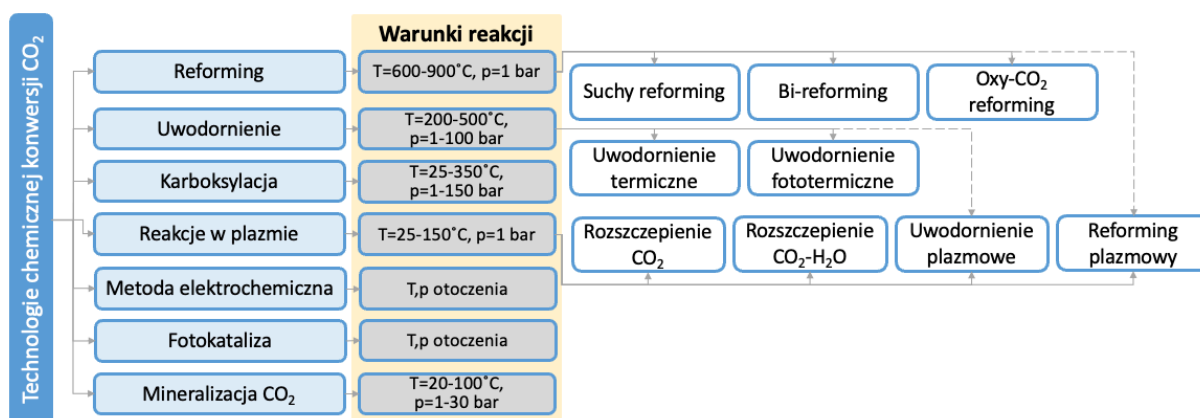 Technologie chemicznej konwersji CO₂
Warunki reakcji
Reforming
T=600-900˚C, p=1 bar
Suchy reforming
Bi-reforming
Oxy-CO₂
reforming
Uwodornienie
T=200-500˚C,
p=1-100 bar
Uwodornienie
termiczne
Uwodornienie
fototermiczne
Karboksylacja
T=25-350˚C,
p=1-150 bar
Reakcje w plazmie
T=25-150˚C, p=1 bar
Rozszczepienie
CO₂
Rozszczepienie
CO₂-H₂O
Uwodornienie
plazmowe
Reforming
plazmowy
Metoda elektrochemiczna
T,p otoczenia
Fotokataliza
T,p otoczenia
Mineralizacja CO₂
T=20-100˚C,
p=1-30 bar